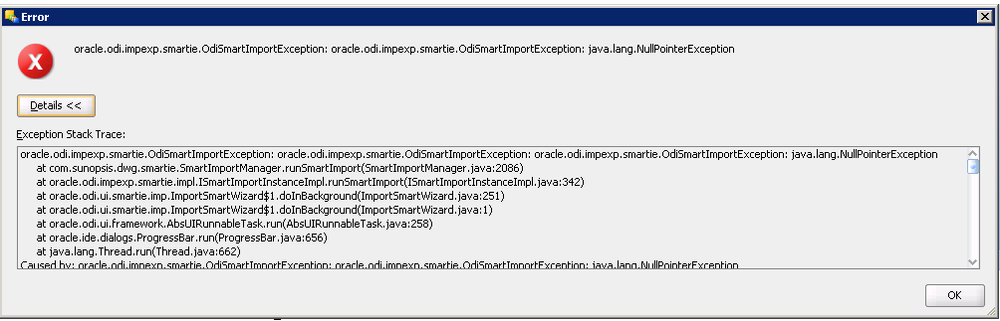 Error
oracle.odi.impexp.smartie.OdiSmartImportException: oracle.odi.impexp.smartie.OdiSmartImportException: java.lang.NullPointerException
Details <<
Exception Stack Trace:
oracle.odi.impexp.smartie.OdiSmartImportException: oracle.odi.impexp.smartie.OdiSmartImportException: oracle.odi.impexp.smartie.OdiSmartImportException: java.lang.NullPointerException
at com.sunopsis.dwg.smartie.SmartImportManager.runSmartImport(SmartImportManager.java:2086)
at oracle.odi.impexp.smartie.impl.ISmartImportInstanceImpl.runSmartImport(ISmartImportInstanceImpl.java:342)
at oracle.odi.ui.smartie.imp.ImportSmartWizard$1.doInBackground(ImportSmartWizard.java:251)
at oracle.odi.ui.smartie.imp.ImportSmartWizard$1.doInBackground(ImportSmartWizard.java:1)
at oracle.odi.ui.framework.AbsUIRunnableTask.run(AbsUIRunnableTask.java:258)
at oracle.ide.dialogs.ProgressBar.run(ProgressBar.java:656)
at java.lang.Thread.run(Thread.java:662)
Caused by: oracle.odi.impexp.smartie.OdiSmartImportException: oracle.odi.impexp.smartie.OdiSmartImportException: java.lang.NullPointerException
OK